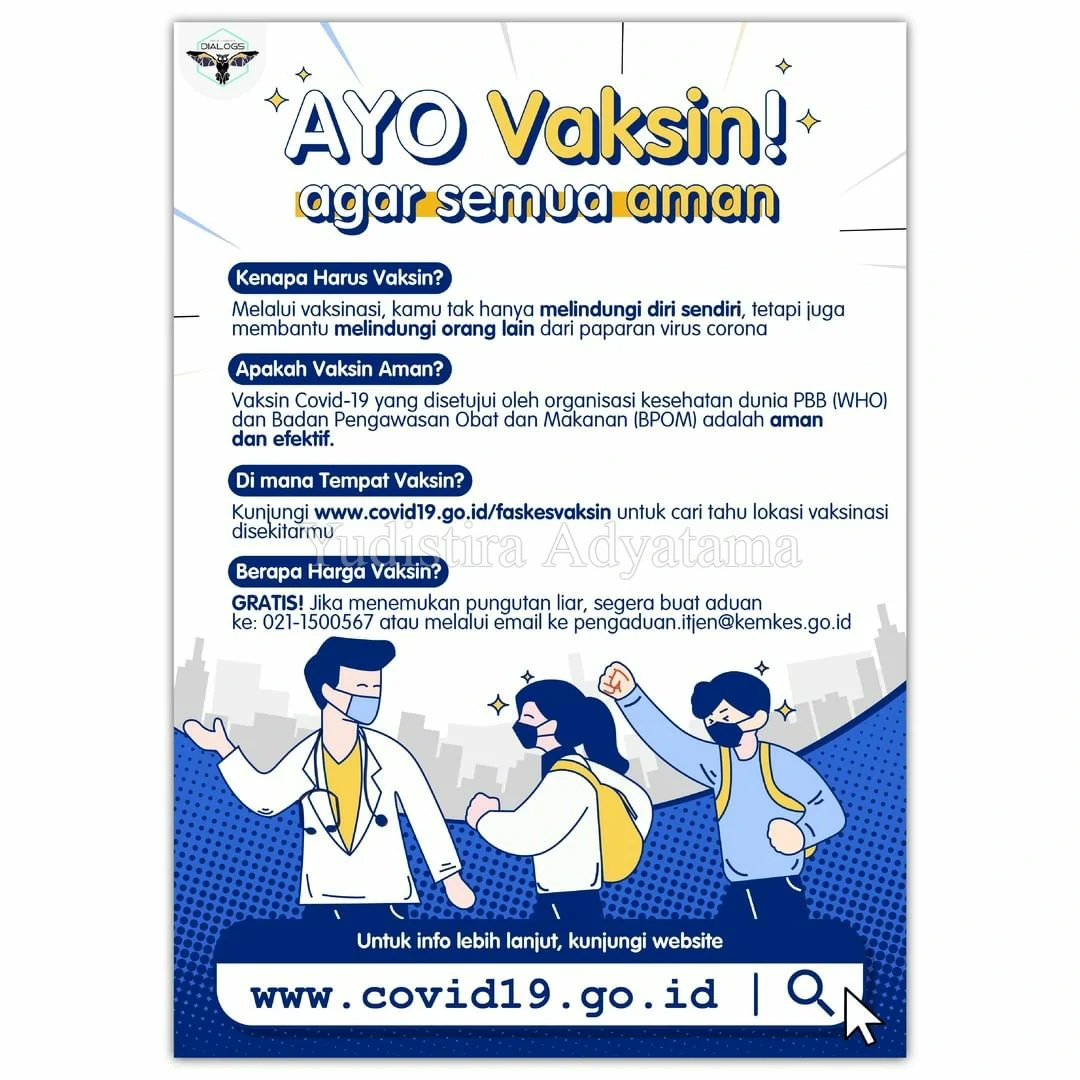 DIALOGS
AYO Vaksin!
agar semua aman
Kenapa Harus Vaksin?
Melalui vaksinasi, kamu tak hanya melindungi diri sendiri, tetapi juga
membantu melindungi orang lain dari paparan virus corona
Apakah Vaksin Aman?
Vaksin Covid-19 yang disetujui oleh organisasi kesehatan dunia PBB (WHO)
dan Badan Pengawasan Obat dan Makanan (BPOM) adalah aman
dan efektif.
Di mana Tempat Vaksin?
Kunjungi www.covid19.go.id/faskesvaksin untuk cari tahu lokasi vaksinasi
disekitarmu
Yudistira Adyatama
Berapa Harga Vaksin?
GRATIS! Jika menemukan pungutan liar, segera buat aduan
ke: 021-1500567 atau melalui email ke pengaduan.itjen@kemkes.go.id
Untuk info lebih lanjut, kunjungi website
www.covid19.go.id |